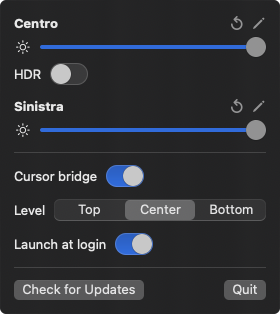 Centro
HDR
Sinistra
Cursor bridge
Level Top Center Bottom
Launch at login
Check for Updates Quit